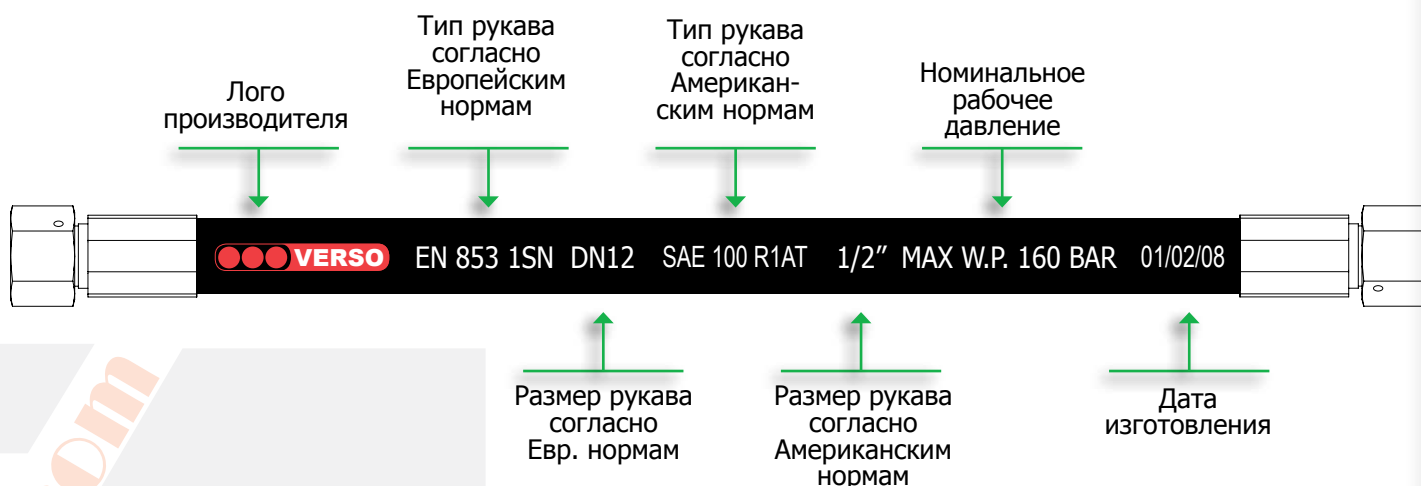 Лого
производителя
Тип рукава
согласно
Европейским
нормам
Тип рукава
согласно
Американ-
ским нормам
Номинальное
рабочее
давление
VERSO EN 853 1SN DN12 SAE 100 R1AT 1/2” MAX W.P. 160 BAR 01/02/08
Размер рукава
согласно
Евр. нормам
Размер рукава
согласно
Американским
нормам
Дата
изготовления
om